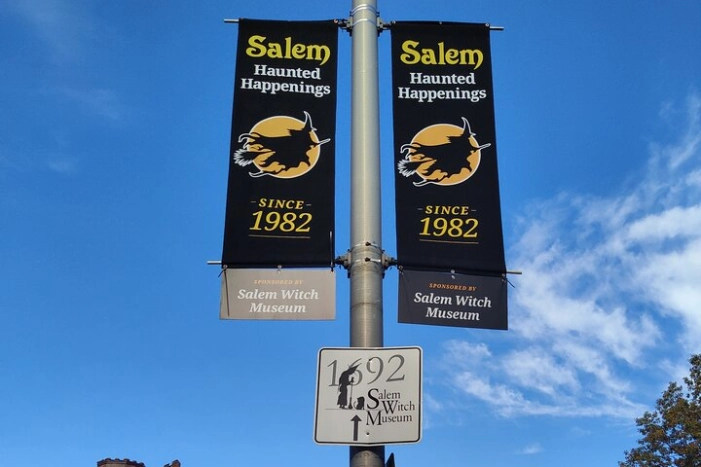 Salem
Haunted
Happenings
- SINCE -
1982
SPONSORED BY
Salem Witch
Museum
Salem
Haunted
Happenings
- SINCE -
1982
SPONSORED BY
Salem Witch
Museum
1692
Salem
Witch
Museum